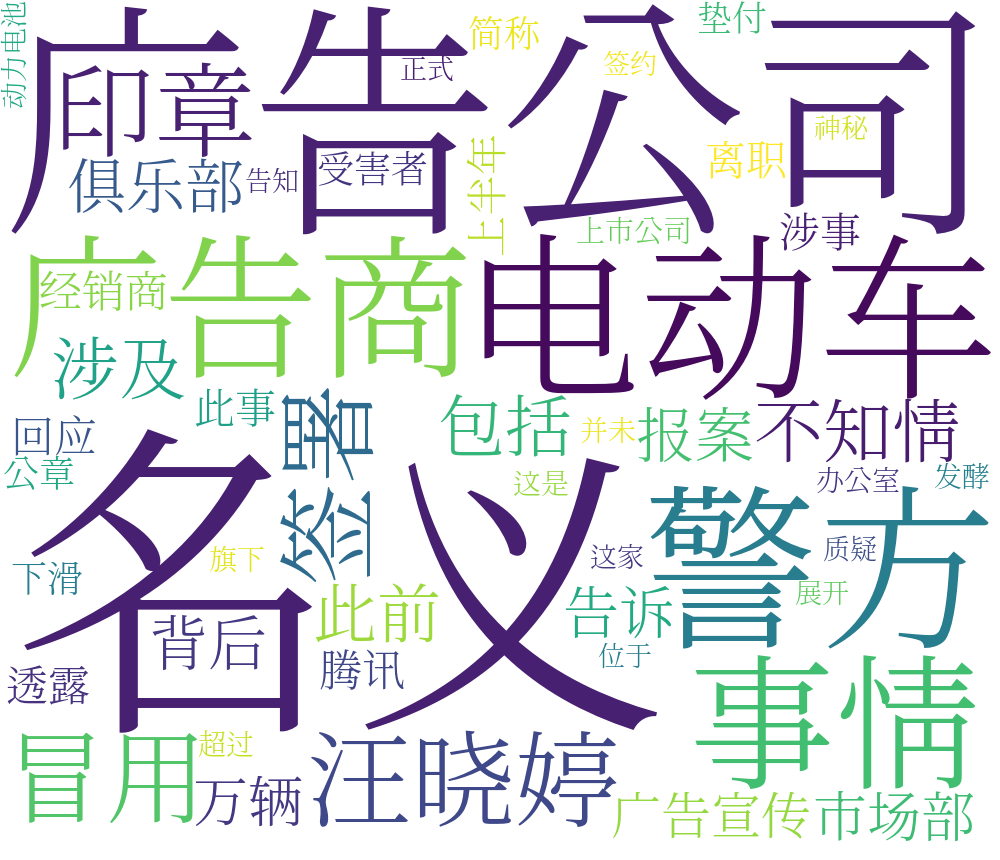 动力电池
广告公司
简称
垫付
印章
正式
签约
神秘
俱乐部
告知
受害者
上半年
离职
上市公司
涉事
广告商
电动车
经销商
涉及
此事
签署
包括
并未
报案
不知情
回应
公章
这是
办公室
发酵
名义
警方
下滑
旗下
这家
质疑
背后
此前
告诉
展开
透露
腾讯
位于
事情
冒用
超过
汪晓婷
万辆
广告宣传
市场部